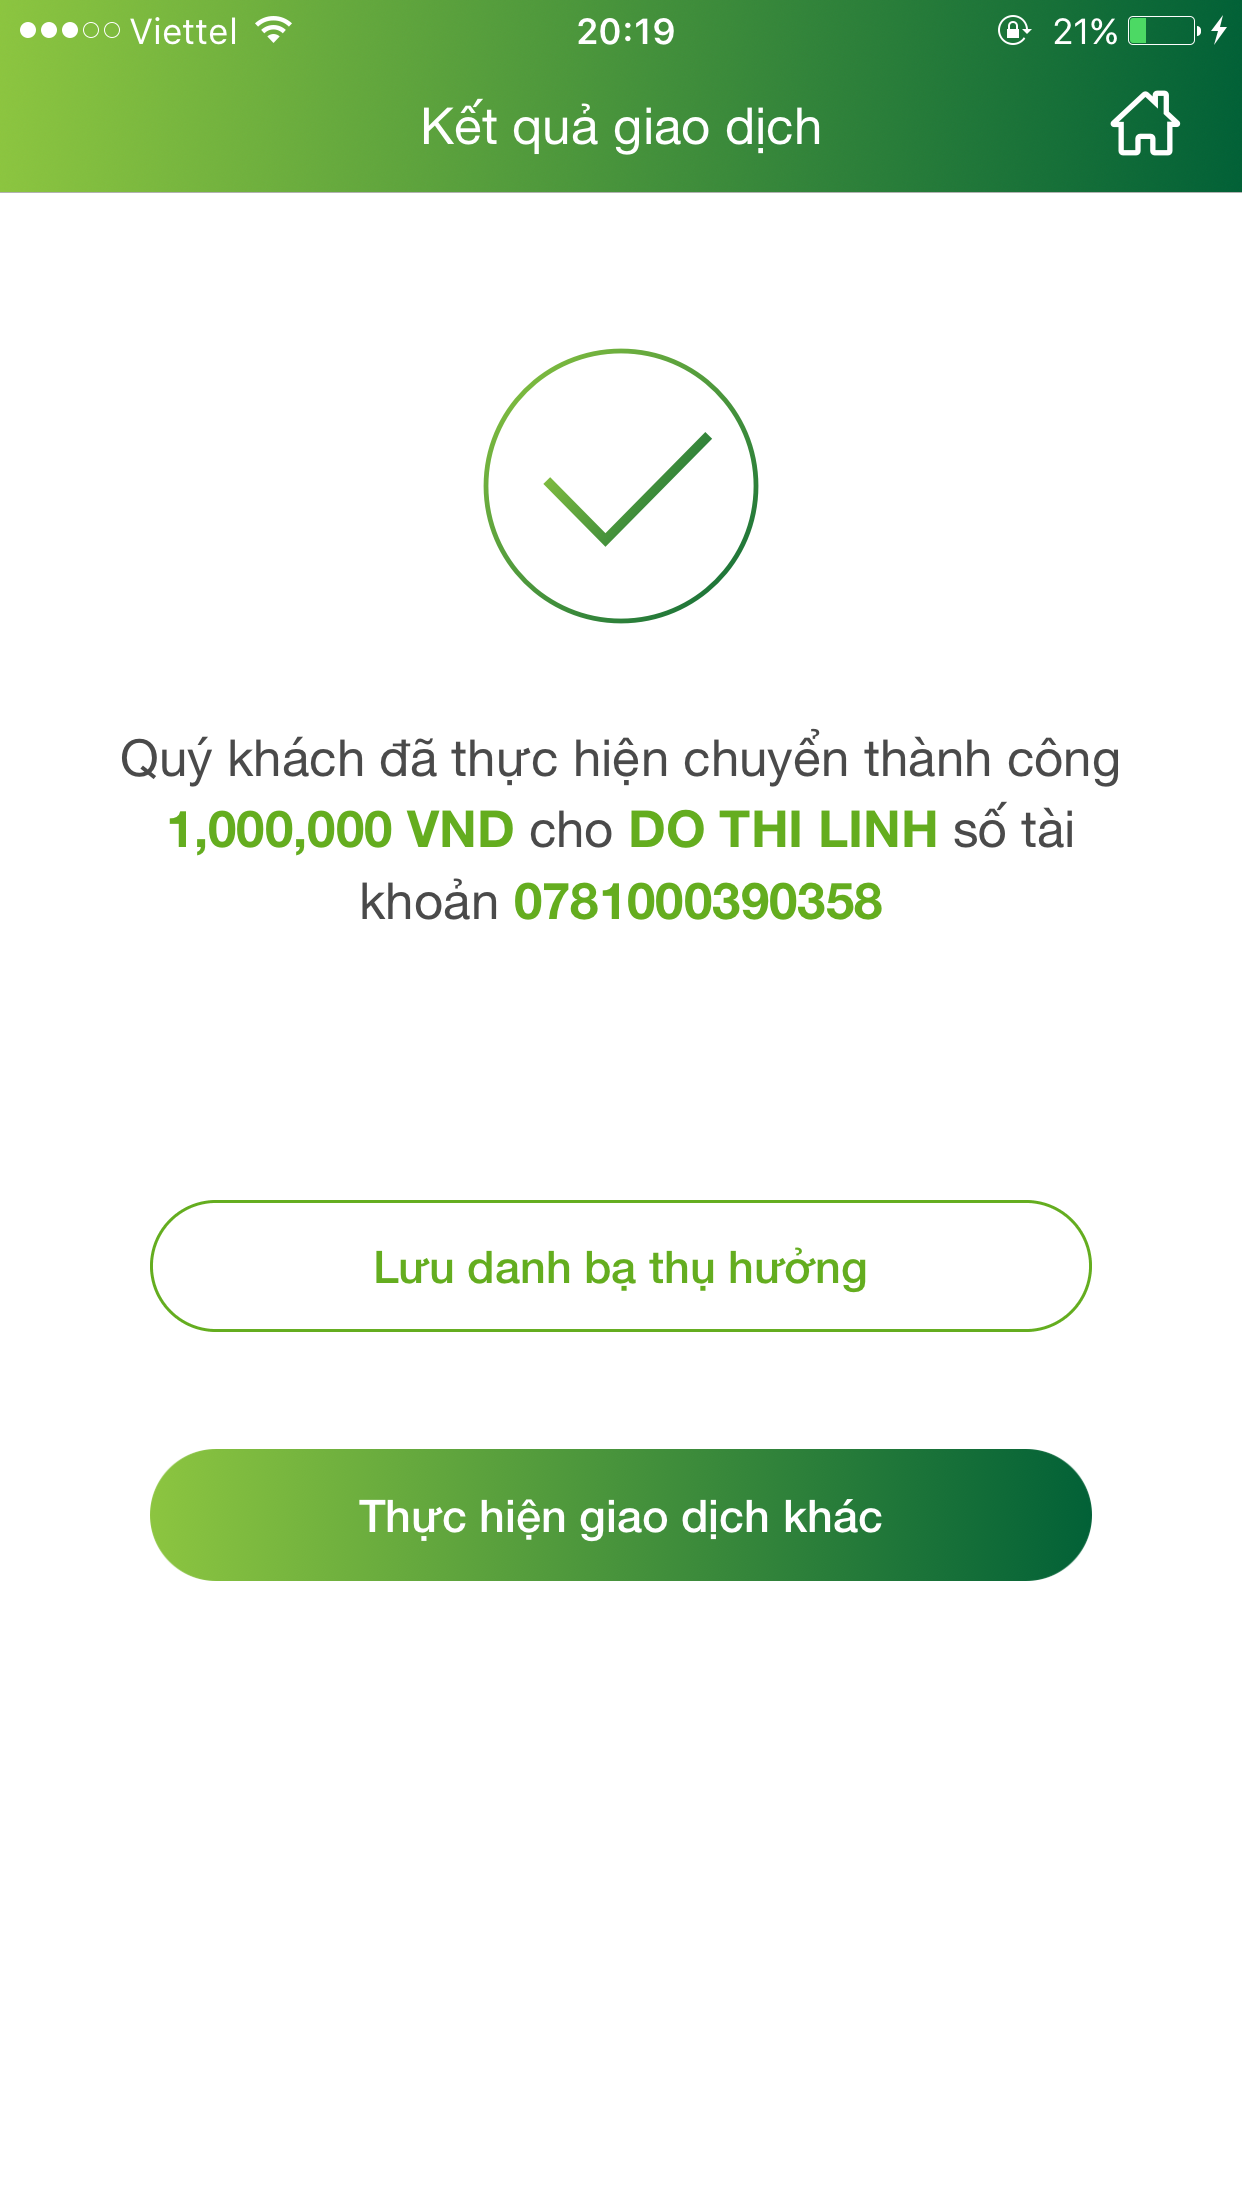 Viettel 20:19 21%
Kết quả giao dịch
Quý khách đã thực hiện chuyển thành công
1,000,000 VND cho DO THI LINH số tài
khoản 0781000390358
Lưu danh bạ thụ hưởng
Thực hiện giao dịch khác